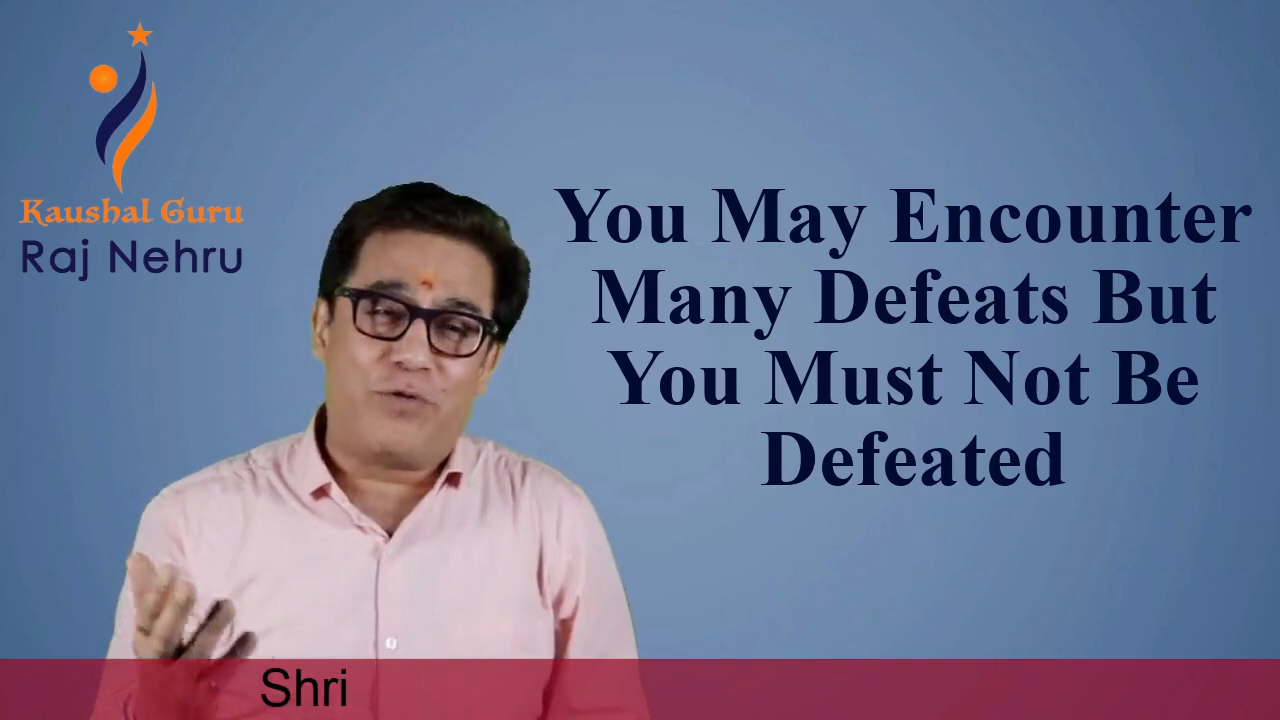 Kaushal Guru
Raj Nehru
You May Encounter
Many Defeats But
You Must Not Be
Defeated
Shri